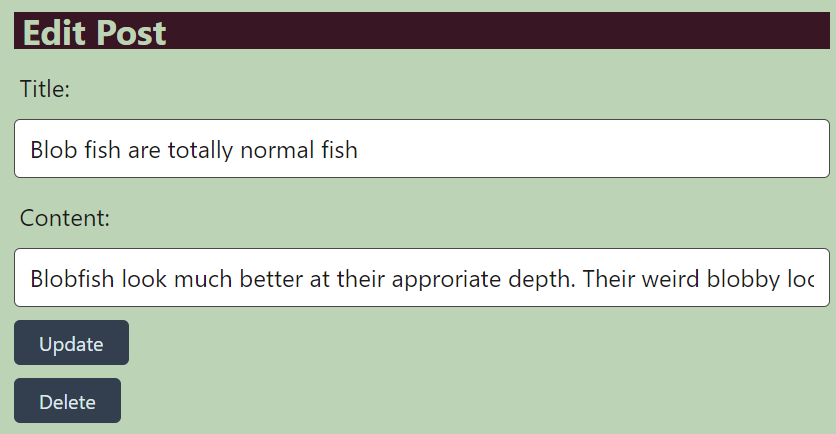 Edit Post
Title:
Blob fish are totally normal fish
Content:
Blobfish look much better at their approriate depth. Their weird blobby loo
Update
Delete